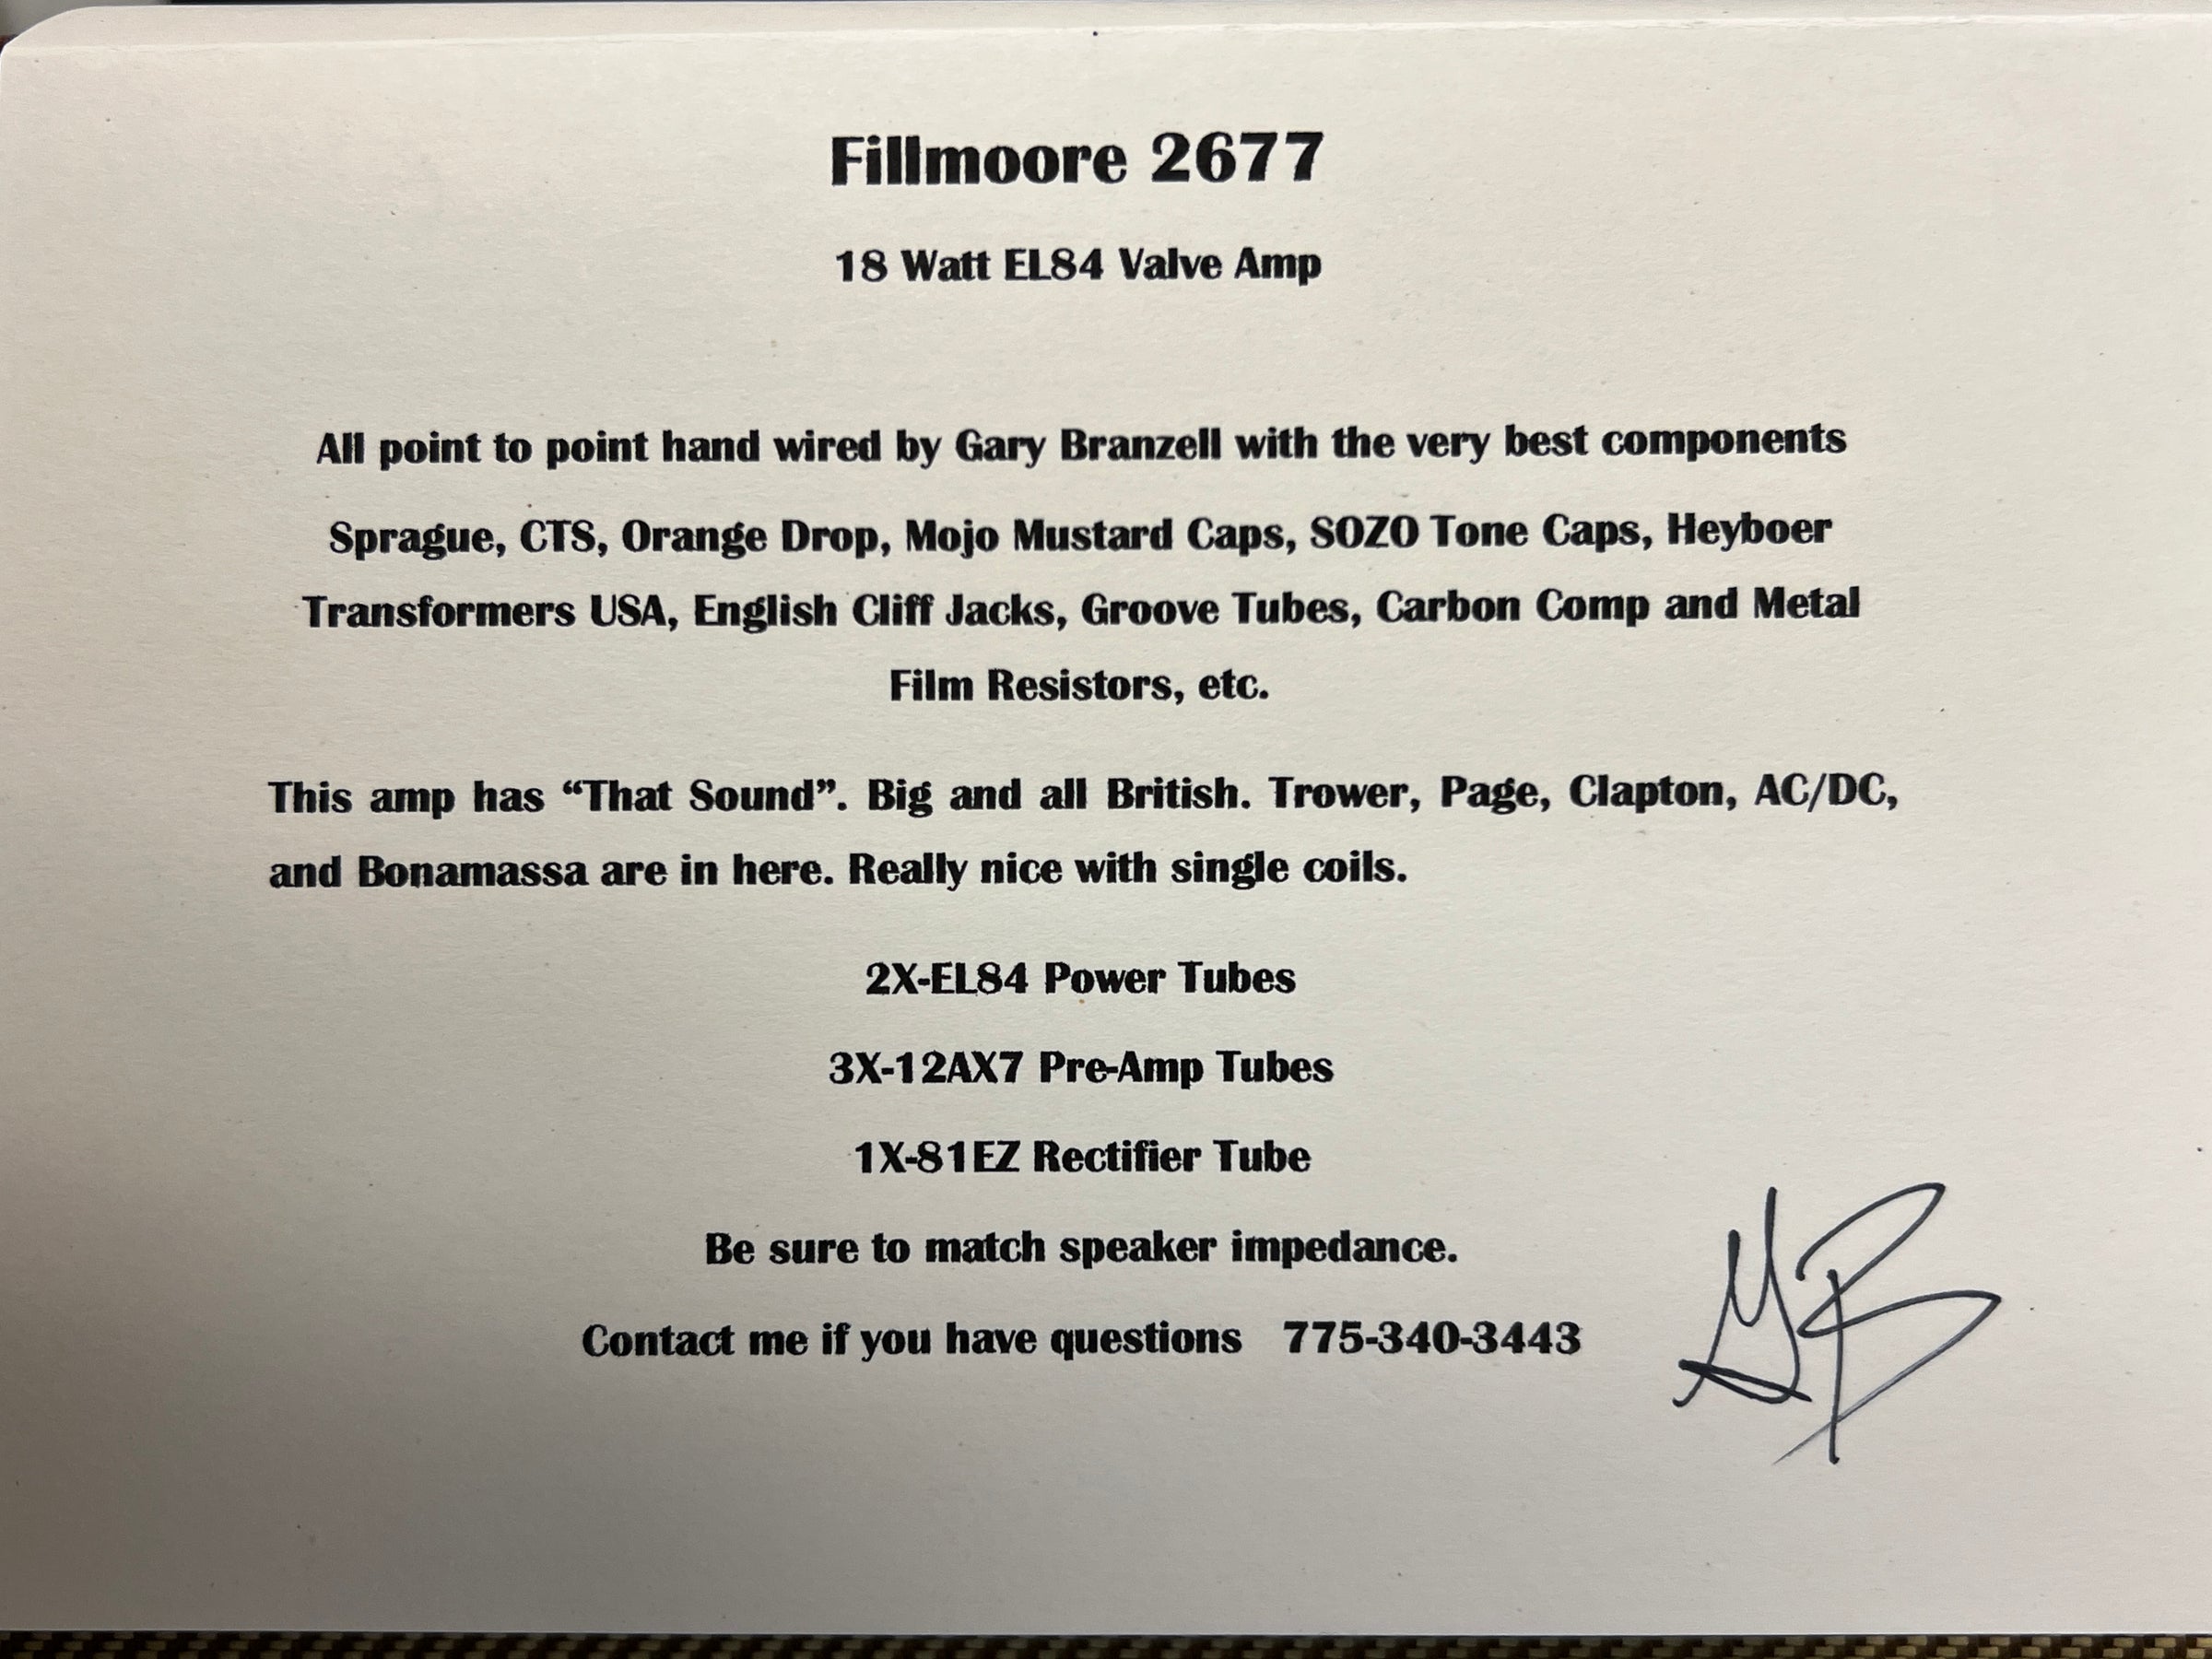 Fillmoore 2677
18 Watt EL84 Valve Amp
All point to point hand wired by Gary Branzell with the very best components
Sprague, CTS, Orange Drop, Mojo Mustard Caps, SOZO Tone Caps, Heyboer
Transformers USA, English Cliff Jacks, Groove Tubes, Carbon Comp and Metal
Film Resistors, etc.
This amp has “That Sound”. Big and all British. Trower, Page, Clapton, AC/DC,
and Bonamassa are in here. Really nice with single coils.
2X-EL84 Power Tubes
3X-12AX7 Pre-Amp Tubes
1X-81EZ Rectifier Tube
Be sure to match speaker impedance.
Contact me if you have questions 775-340-3443
GB